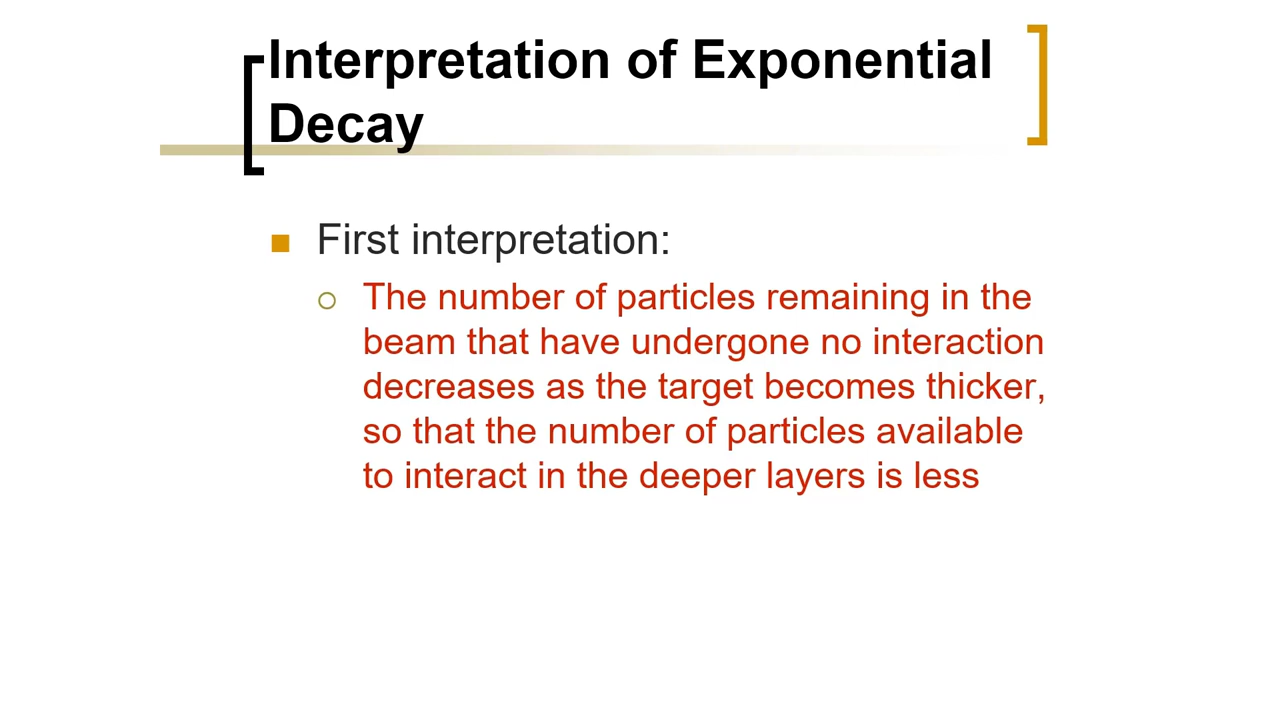 Interpretation of Exponential
Decay
First interpretation:
The number of particles remaining in the
beam that have undergone no interaction
decreases as the target becomes thicker,
so that the number of particles available
to interact in the deeper layers is less